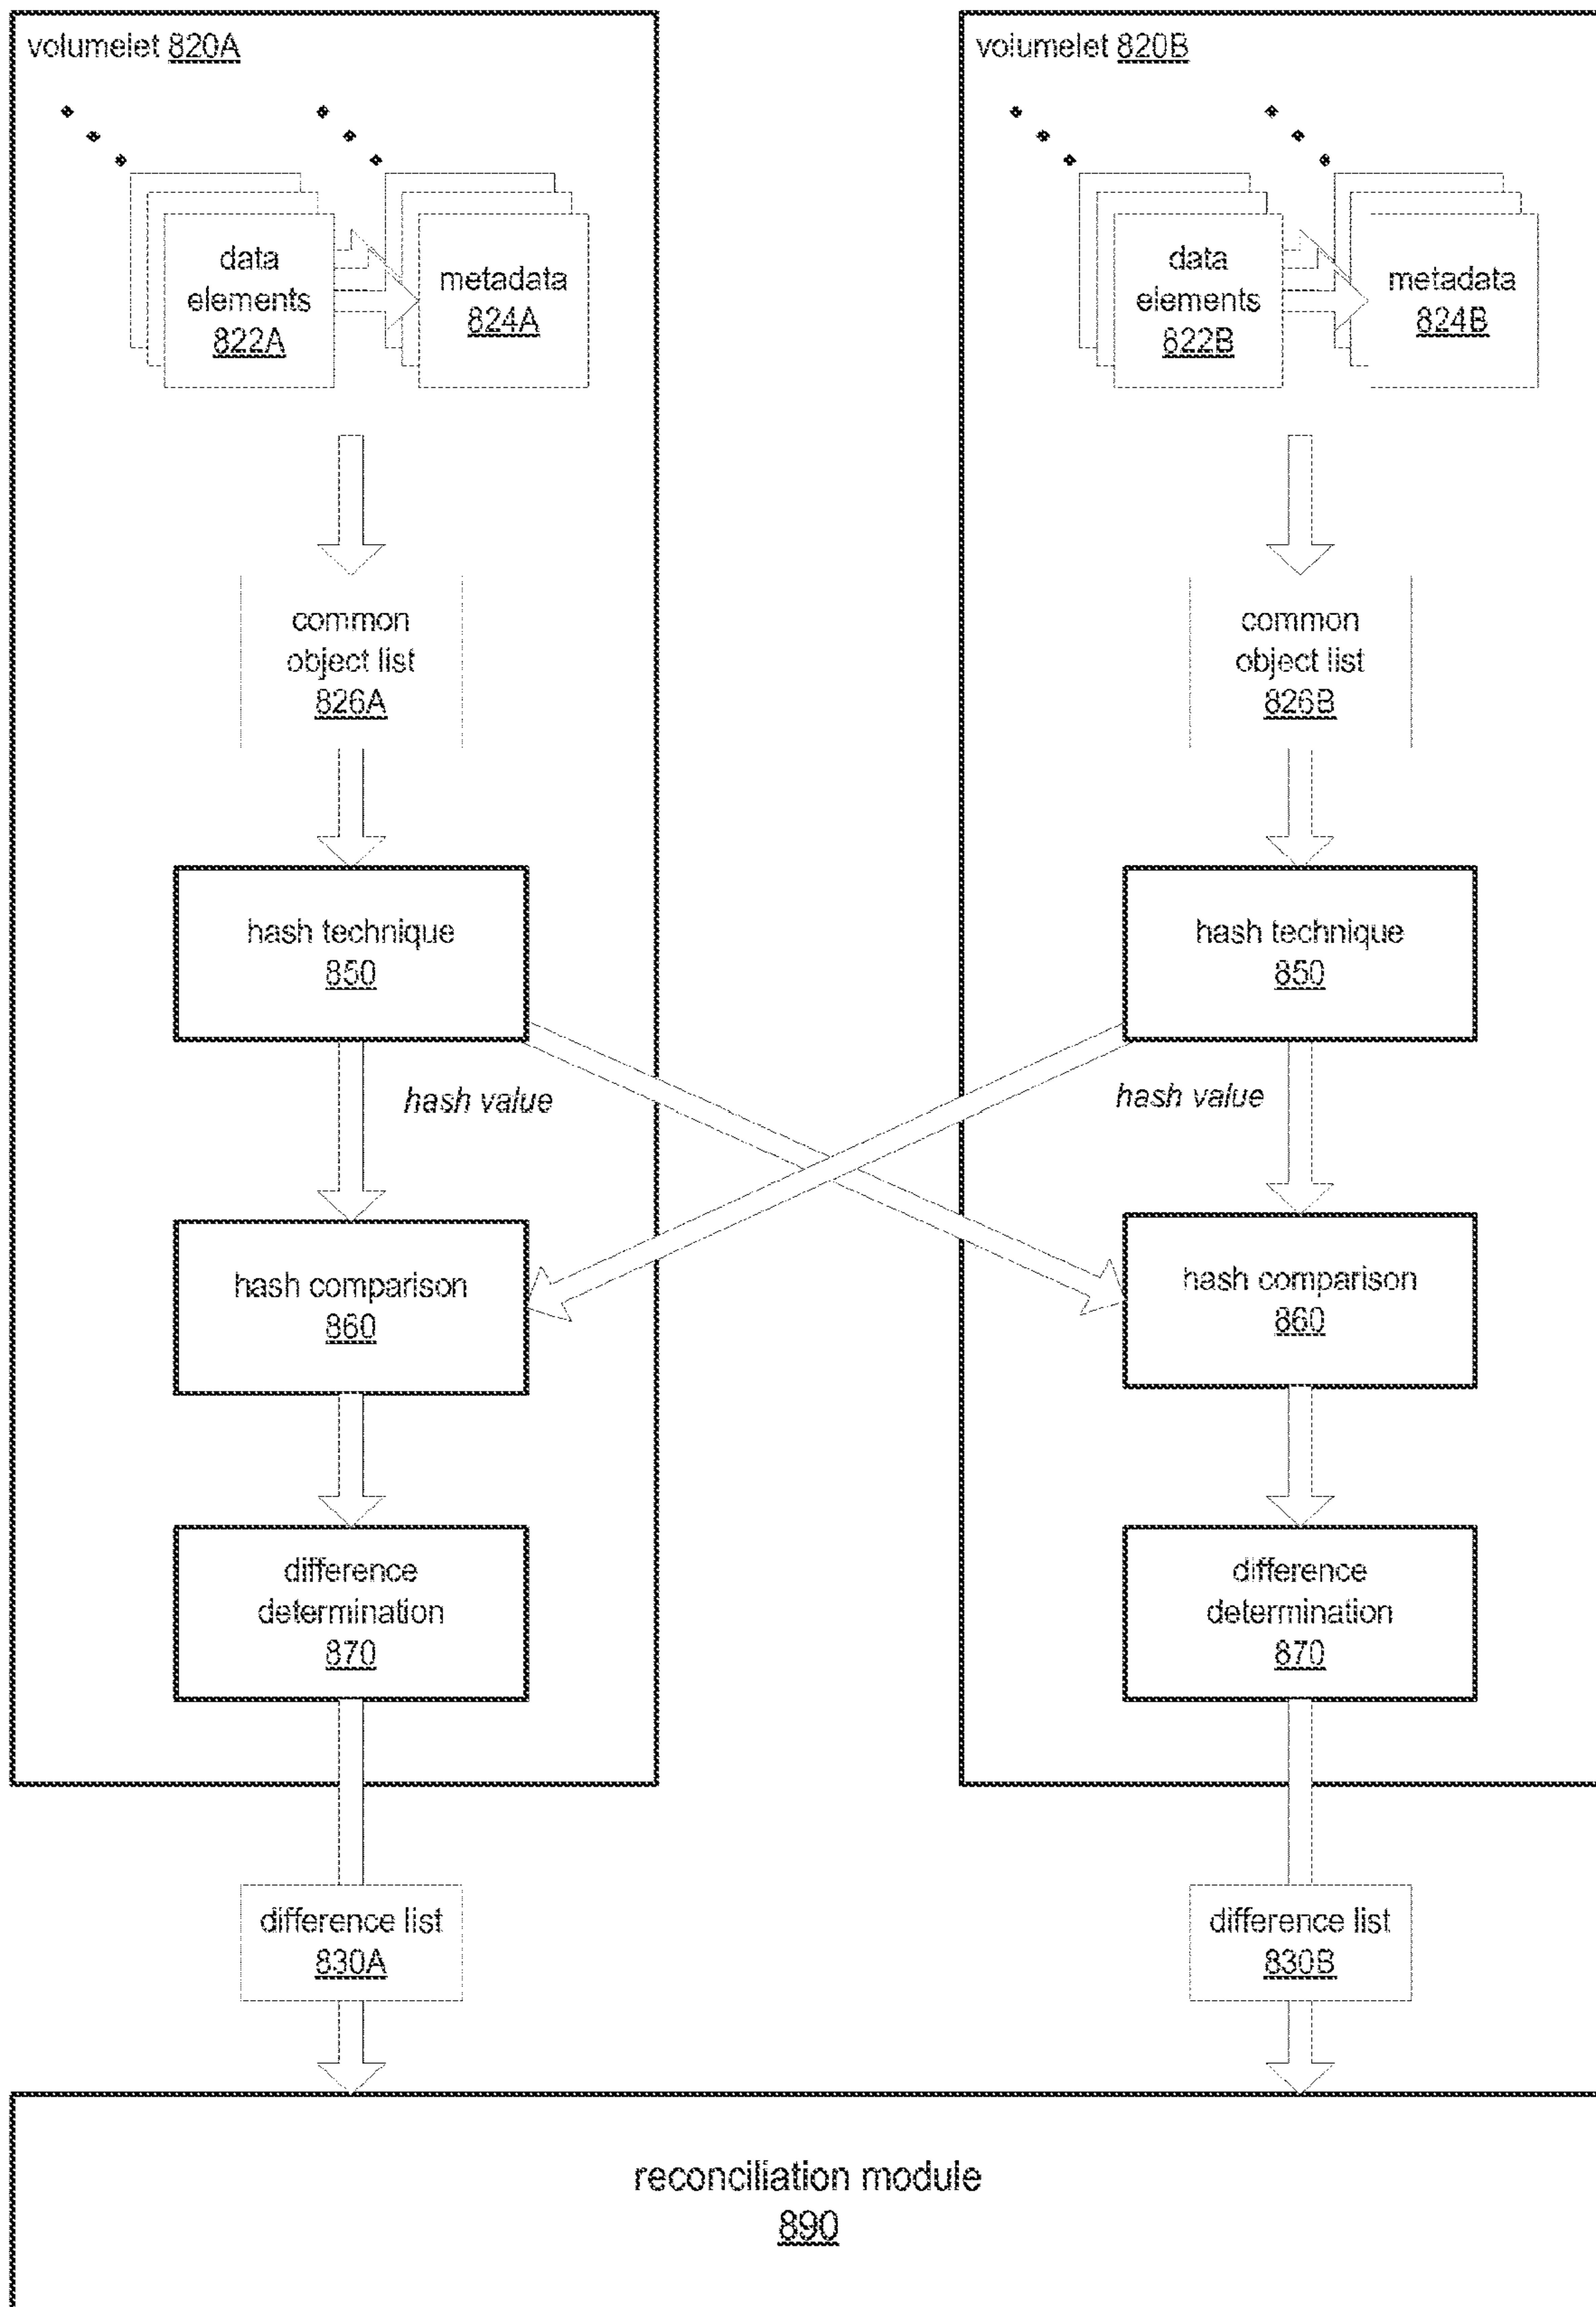 volumelet 820A
data
elements
822A
metadata
824A
common
object list
826A
hash technique
850
hash value
hash comparison
860
difference
determination
870
difference list
830A
volumelet 820B
data
elements
822B
metadata
824B
common
object list
826B
hash technique
850
hash value
hash comparison
860
difference
determination
870
difference list
830B
reconciliation module
890